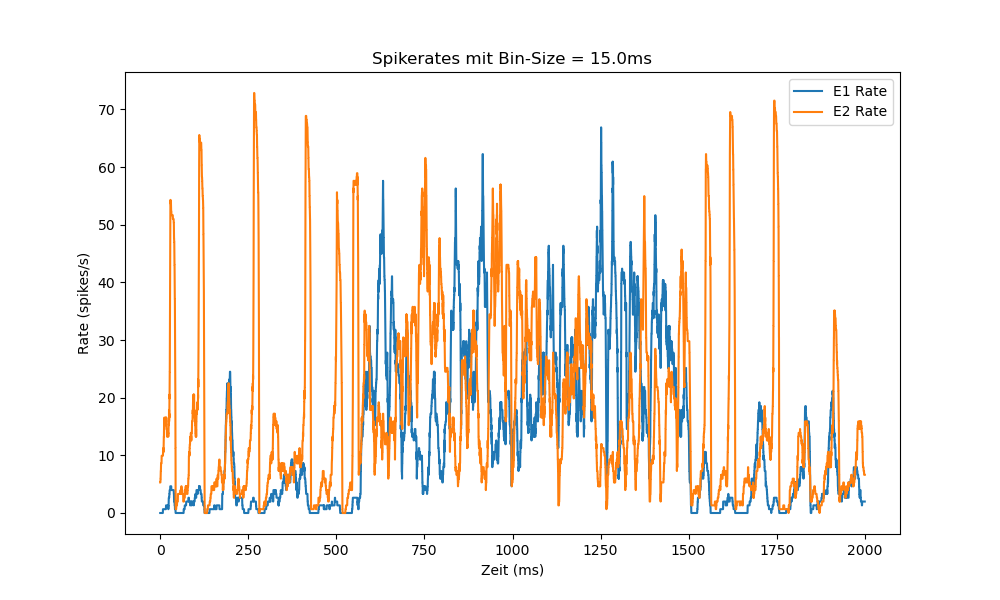 Spikerates mit Bin-Size = 15.0ms
E1 Rate
E2 Rate
Rate (spikes/s)
70
60
50
40
30
20
10
0
0 250 500 750 1000 1250 1500 1750 2000
Zeit (ms)